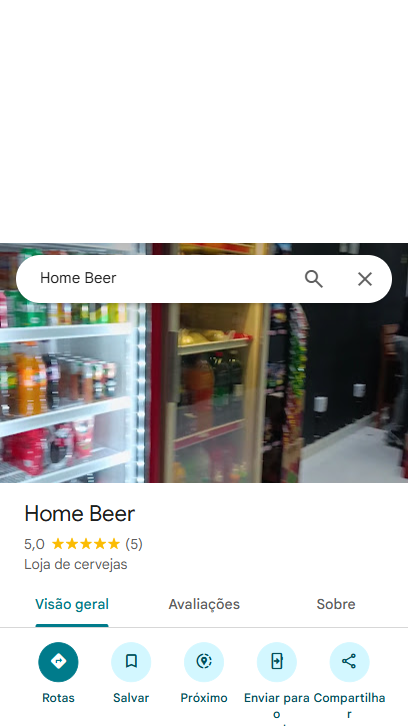 Home Beer
Home Beer
5,0 (5)
Loja de cervejas
Visão geral
Avaliações
Sobre
Rotas
Salvar
Próximo
Enviar para
o
Compartilha
r